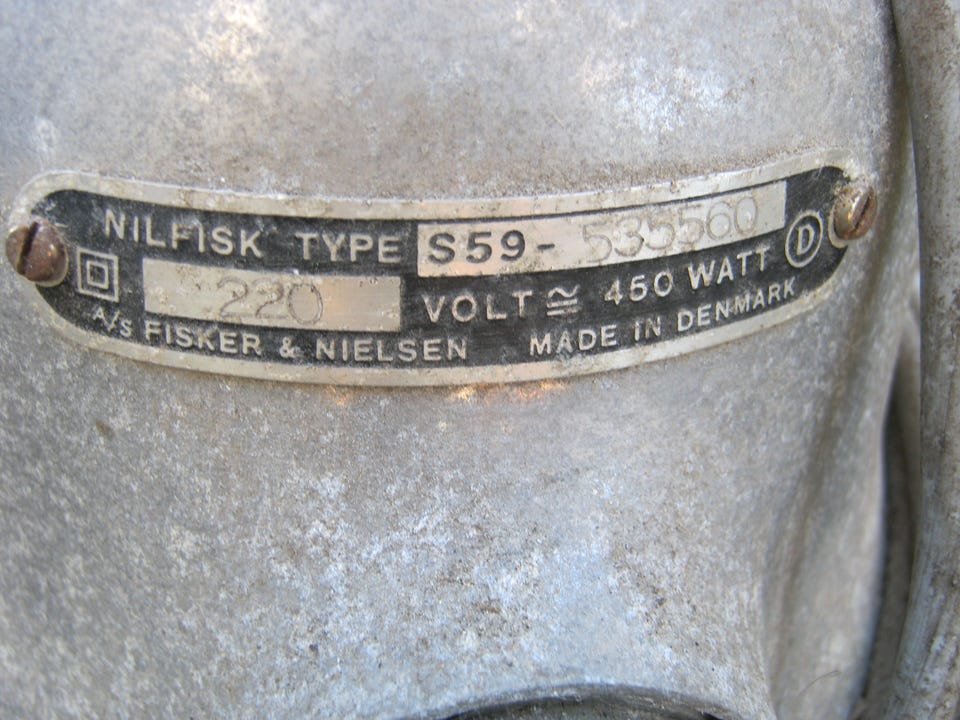 NILFISK TYPE S59- 535560
220 VOLT ≅ 450 WATT D
A/S FISKER & NIELSEN MADE IN DENMARK